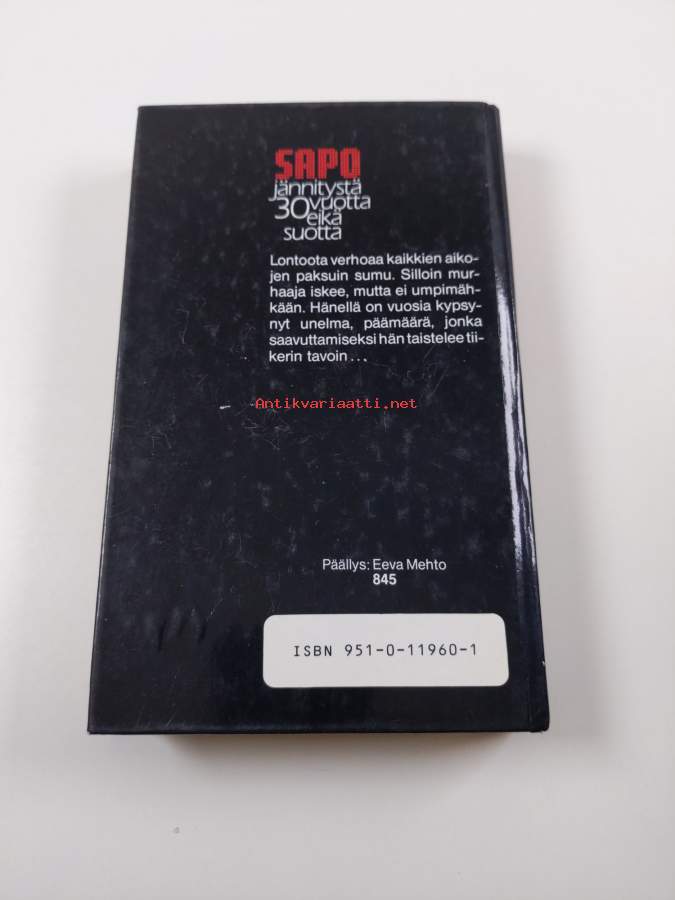 SAPO
jännitystä
30 vuotta
eikä
suotta
Lontoota verhoaa kaikkien aiko-
jen paksuin sumu. Silloin mur-
haaja iskee, mutta ei umpimäh-
kään. Hänellä on vuosia kypsy-
nyt unelma, päämäärä, jonka
saavuttamiseksi hän taistelee tii-
kerin tavoin...
Antikvariaatti.net
Päällys: Eeva Mehto
845
ISBN 951-0-11960-1